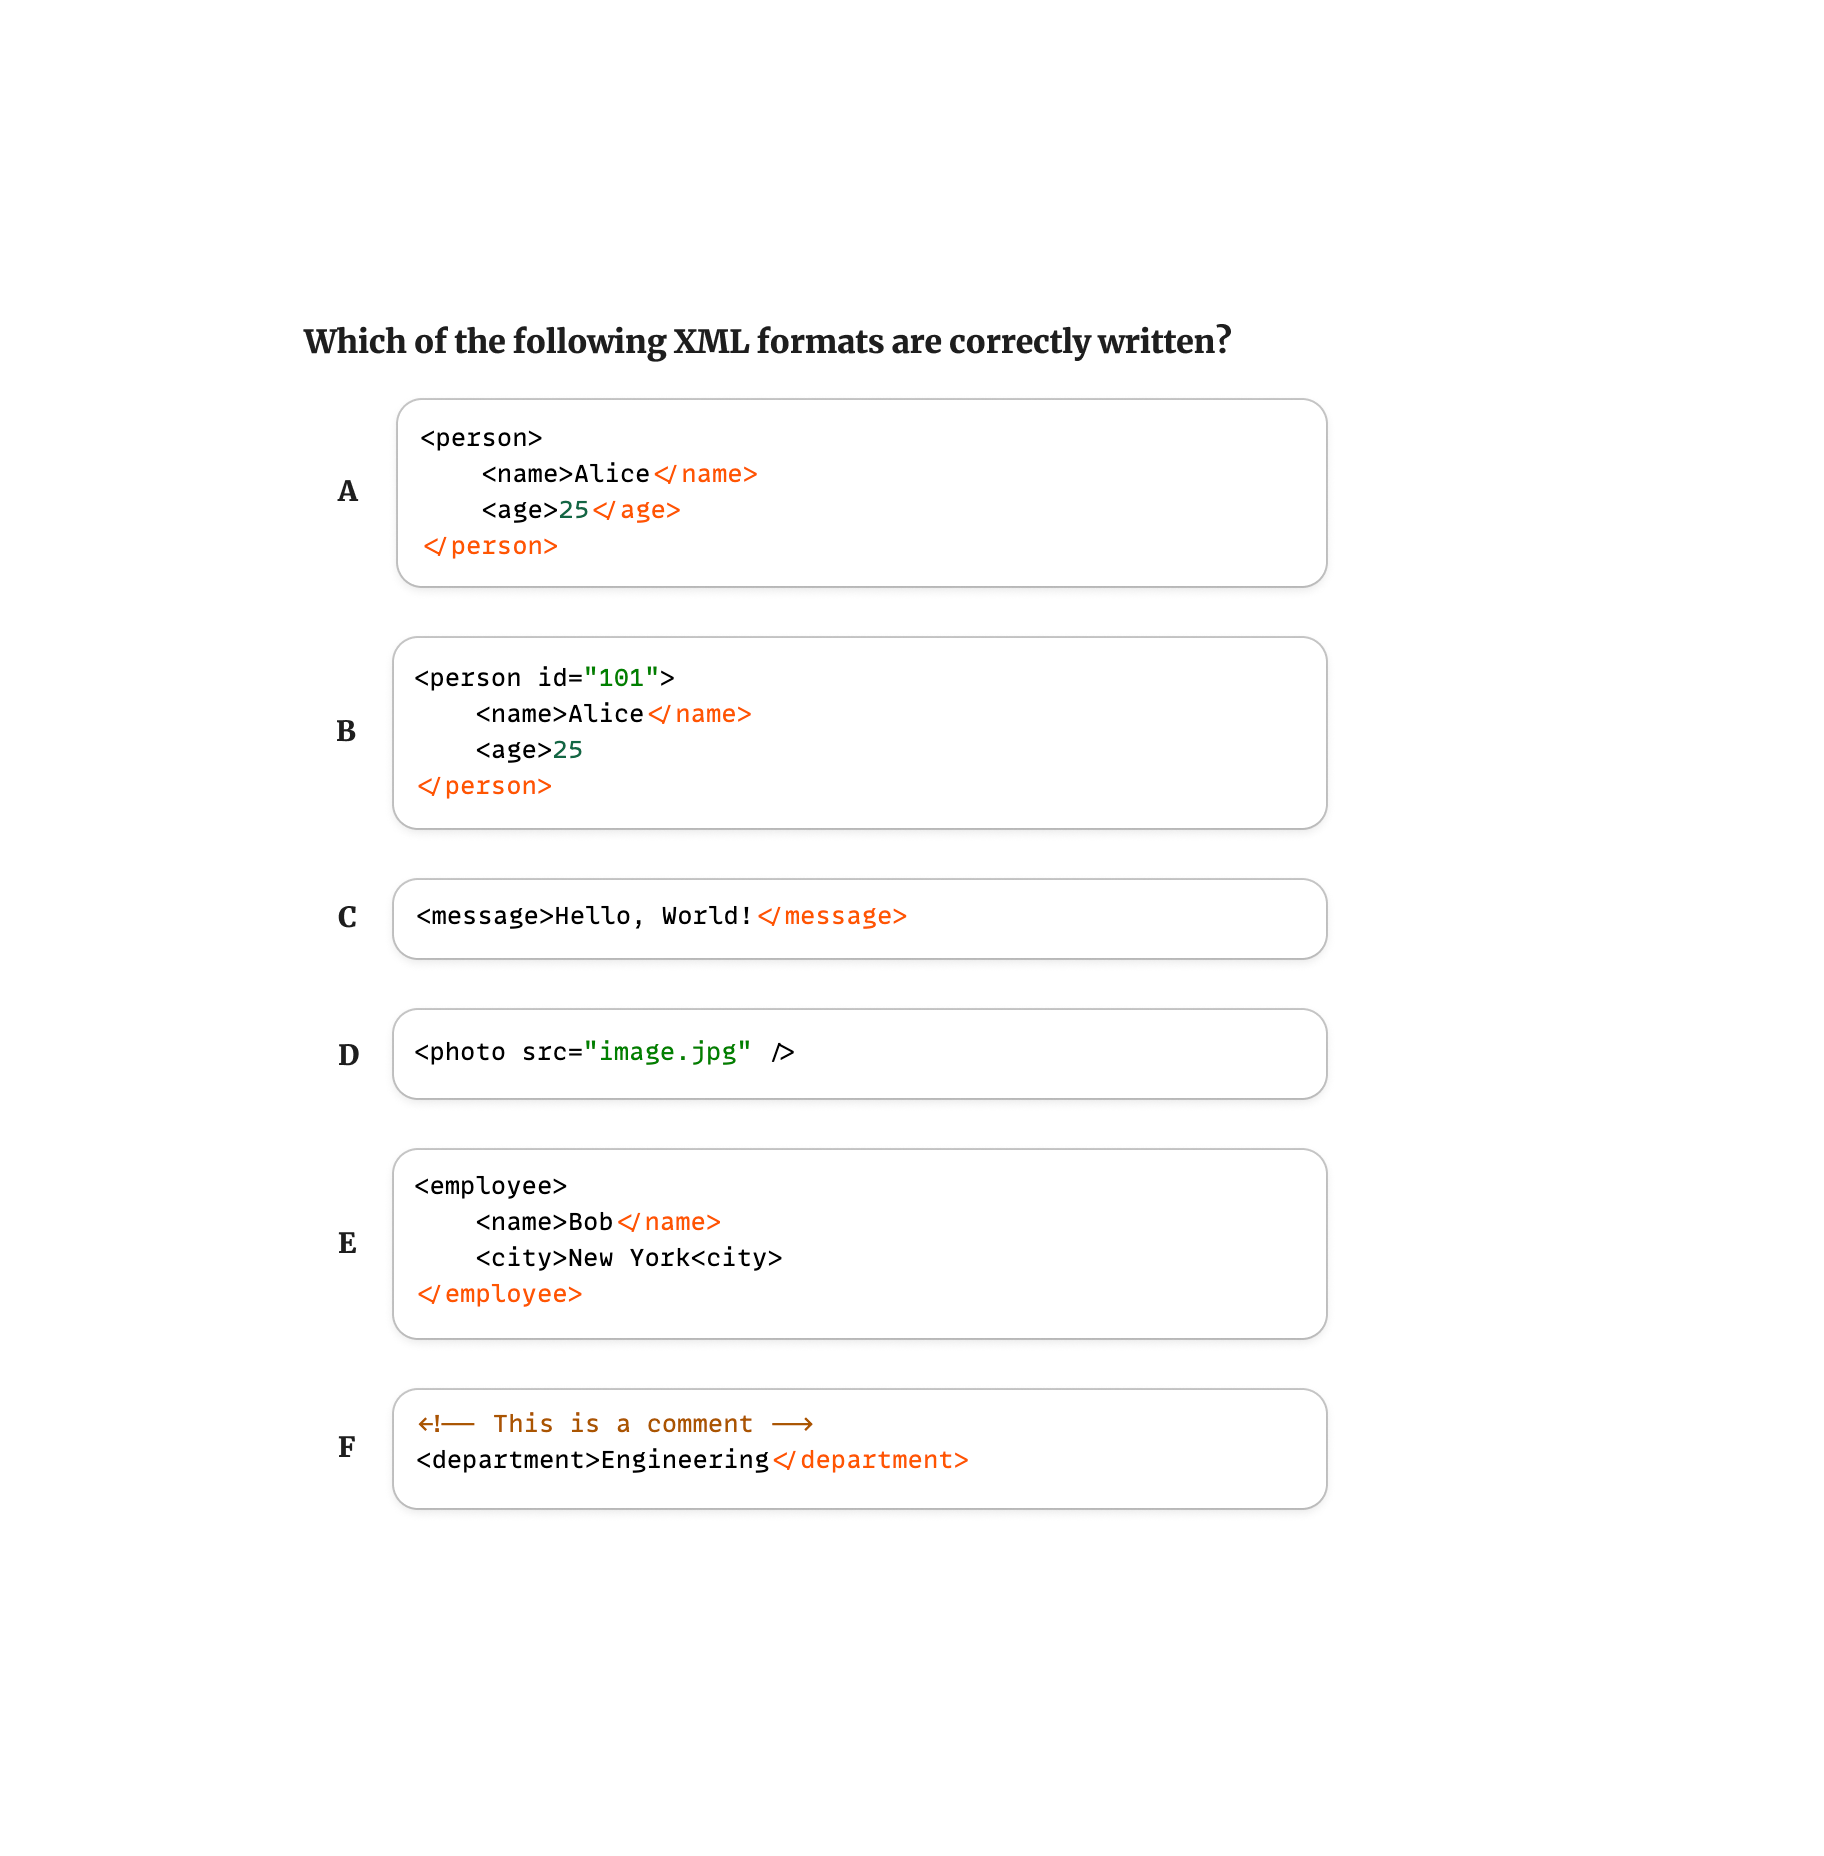 Which of the following XML formats are correctly written?
A
<person>
    <name>Alice</name>
    <age>25</age>
</person>
B
<person id="101">
    <name>Alice</name>
    <age>25
</person>
C
<message>Hello, World!</message>
D
<photo src="image.jpg" />
E
<employee>
    <name>Bob</name>
    <city>New York<city>
</employee>
F
<!-- This is a comment -->
<department>Engineering</department>